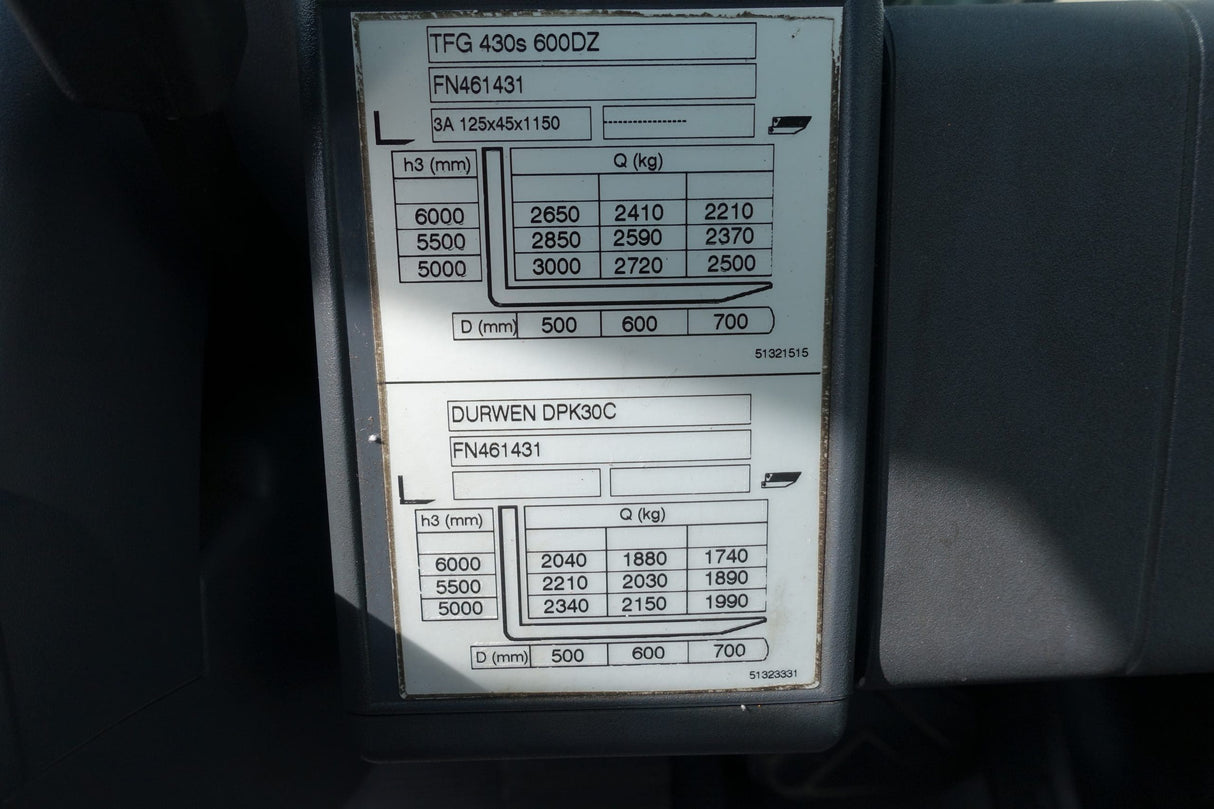 TFG 430s 600DZ
FN461431
3A 125x45x1150 ----------------
h3 (mm) Q (kg)
6000 2650 2410 2210
5500 2850 2590 2370
5000 3000 2720 2500
D (mm) 500 600 700
51321515
DURWEN DPK30C
FN461431
h3 (mm) Q (kg)
6000 2040 1880 1740
5500 2210 2030 1890
5000 2340 2150 1990
D (mm) 500 600 700
51323331